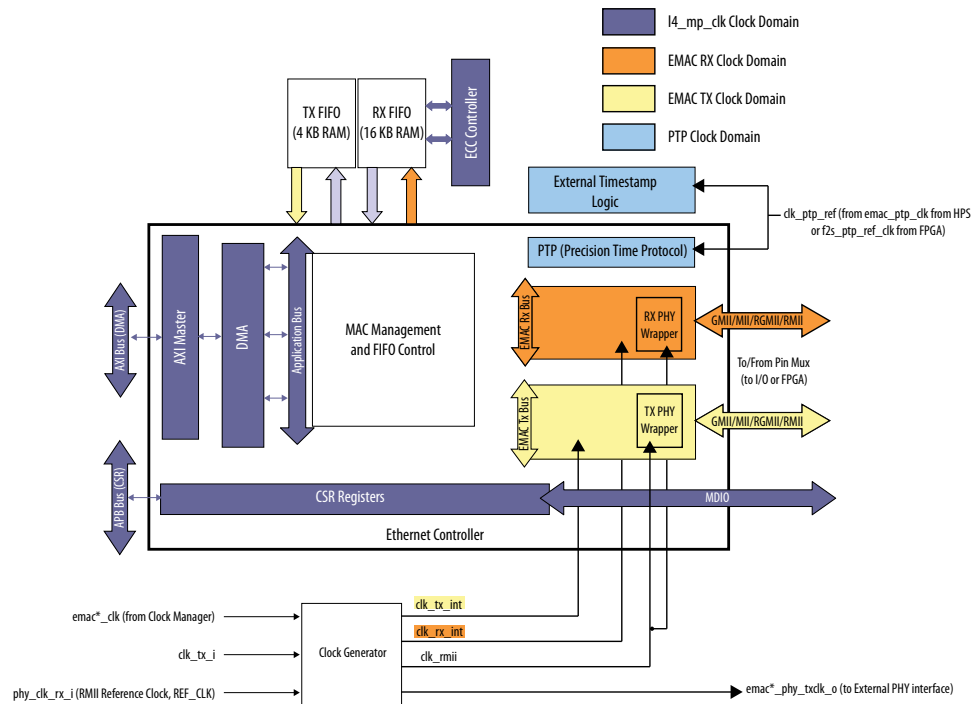 l4_mp_clk Clock Domain
EMAC RX Clock Domain
EMAC TX Clock Domain
PTP Clock Domain
TX FIFO
(4 KB RAM)
RX FIFO
(16 KB RAM)
ECC Controller
External Timestamp
Logic
clk_ptp_ref (from emac_ptp_clk from HPS
or f2s_ptp_ref_clk from FPGA)
PTP (Precision Time Protocol)
AXI Bus (DMA)
AXI Master
DMA
Application Bus
MAC Management
and FIFO Control
EMAC Rx Bus
RX PHY
Wrapper
GMII/MII/RGMII/RMII
To/From Pin Mux
(to I/O or FPGA)
EMAC Tx Bus
TX PHY
Wrapper
GMII/MII/RGMII/RMII
APB Bus (CSR)
CSR Registers
MDIO
Ethernet Controller
emac*_clk (from Clock Manager)
clk_tx_i
phy_clk_rx_i (RMII Reference Clock, REF_CLK)
Clock Generator
clk_tx_int
clk_rx_int
clk_rmii
emac*_phy_txclk_o (to External PHY interface)